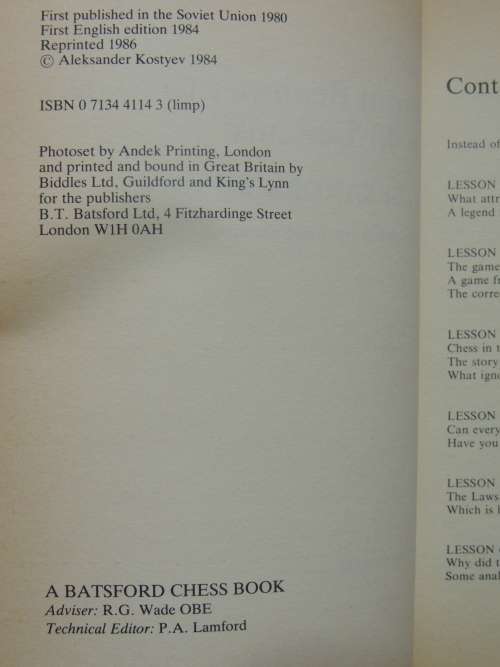 First published in the Soviet Union 1980
First English edition 1984
Reprinted 1986
© Aleksander Kostyev 1984
ISBN 0 7134 4114 3 (limp)
Photoset by Andek Printing, London
and printed and bound in Great Britain by
Biddles Ltd, Guildford and King's Lynn
for the publishers
B.T. Batsford Ltd, 4 Fitzhardinge Street
London W1H 0AH
A BATSFORD CHESS BOOK
Adviser: R.G. Wade OBE
Technical Editor: P.A. Lamford
Cont
Instead of
LESSON
What attr
A legend
LESSON
The game
A game fr
The corre
LESSON
Chess in t
The story
What igno
LESSON
Can every
Have you
LESSON
The Laws
Which is
LESSON
Why did t
Some anal